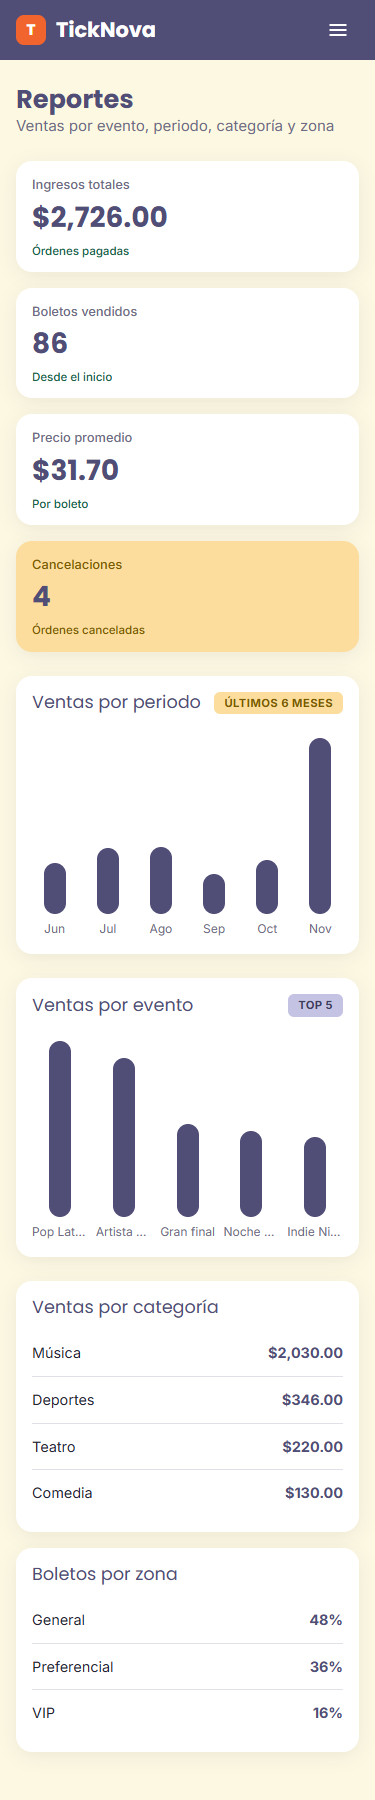 T TickNova
Reportes
Ventas por evento, periodo, categoría y zona
Ingresos totales
$2,726.00
Órdenes pagadas
Boletos vendidos
86
Desde el inicio
Precio promedio
$31.70
Por boleto
Cancelaciones
4
Órdenes canceladas
Ventas por periodo ÚLTIMOS 6 MESES
Jun Jul Ago Sep Oct Nov
Ventas por evento TOP 5
Pop Lat... Artista ... Gran final Noche ... Indie Ni...
Ventas por categoría
Música $2,030.00
Deportes $346.00
Teatro $220.00
Comedia $130.00
Boletos por zona
General 48%
Preferencial 36%
VIP 16%